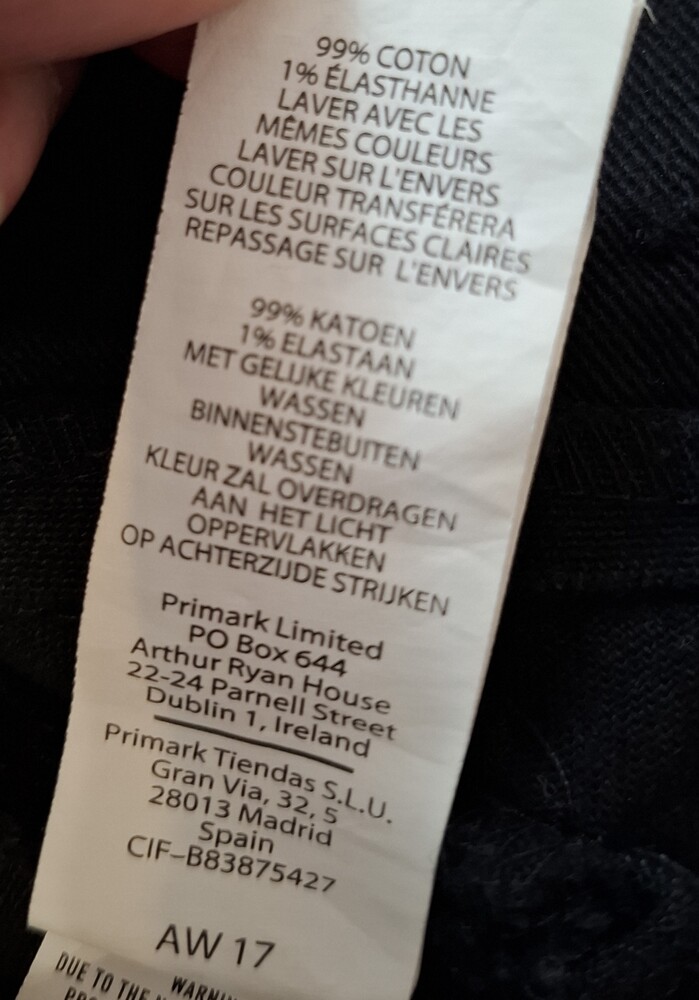 99% COTON
1% ÉLASTHANNE
LAVER AVEC LES
MÊMES COULEURS
LAVER SUR L'ENVERS
COULEUR TRANSFÉRERA
SUR LES SURFACES CLAIRES
REPASSAGE SUR L'ENVERS
99% KATOEN
1% ELASTAAN
MET GELIJKE KLEUREN
WASSEN
BINNENSTEBUITEN
WASSEN
KLEUR ZAL OVERDRAGEN
AAN HET LICHT
OPPERVLAKKEN
OP ACHTERZIJDE STRIJKEN
Primark Limited
PO Box 644
Arthur Ryan House
22-24 Parnell Street
Dublin 1, Ireland
Primark Tiendas S.L.U.
Gran Via, 32, 5
28013 Madrid
Spain
CIF-B83875427
AW 17
DUE TO THE